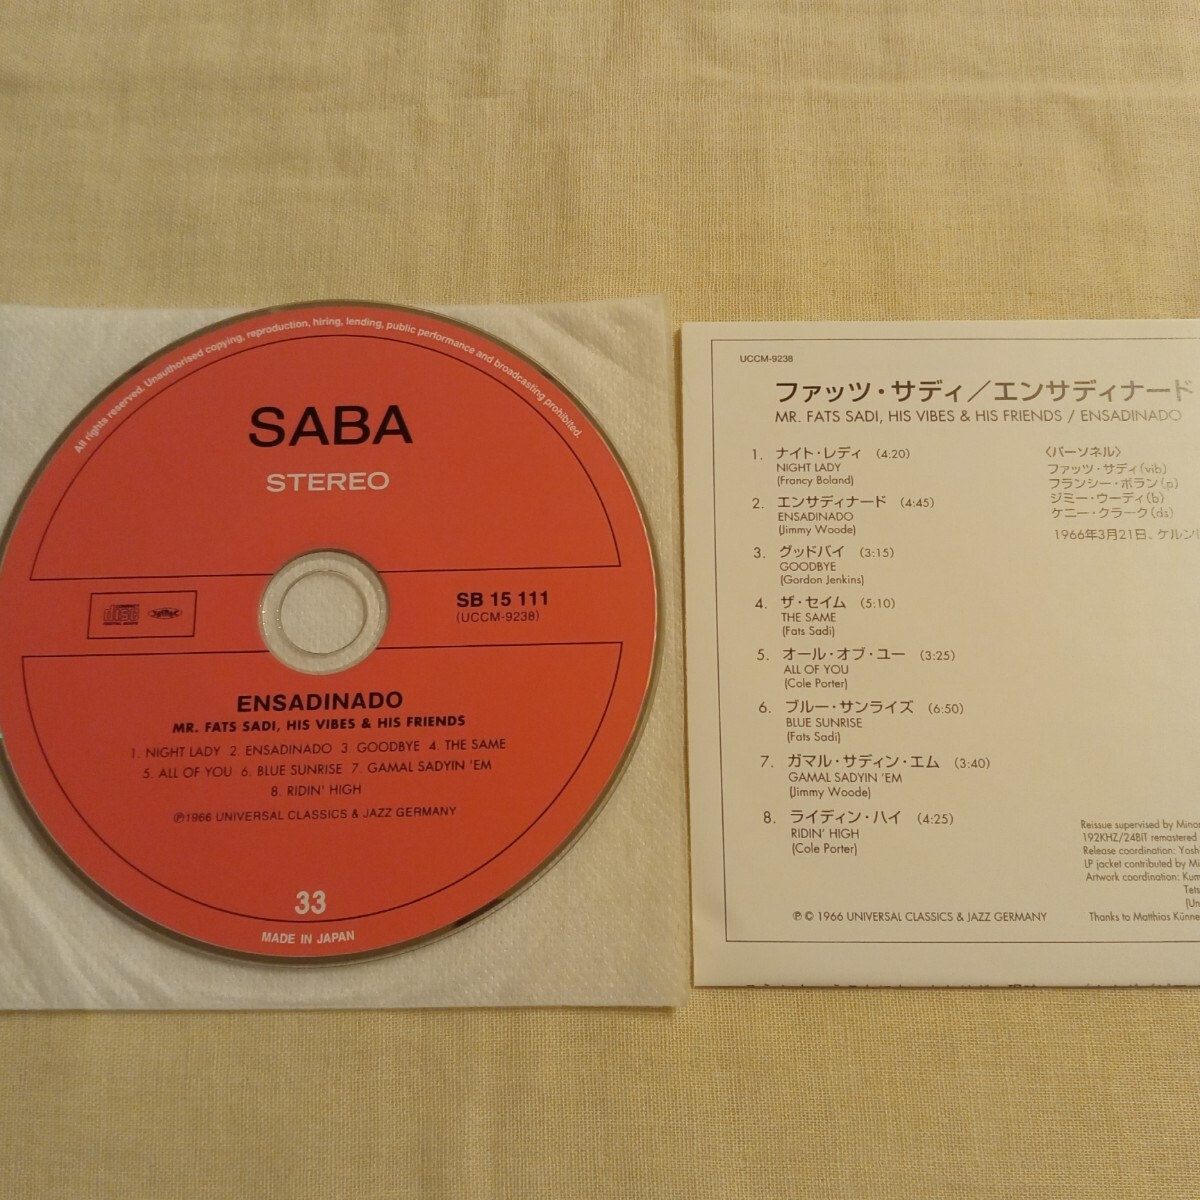 All rights reserved. Unauthorised copying, reproduction, hiring, lending, public performance and broadcasting prohibited.
SABA
STEREO
disc
SB 15 111
(UCCM-9238)
ENSADINADO
MR. FATS SADI, HIS VIBES & HIS FRIENDS
1. NIGHT LADY 2. ENSADINADO 3. GOODBYE 4. THE SAME
5. ALL OF YOU 6. BLUE SUNRISE 7. GAMAL SADYIN 'EM
8. RIDIN' HIGH
℗1966 UNIVERSAL CLASSICS & JAZZ GERMANY
33
MADE IN JAPAN
UCCM-9238
ファッツ・サディ／エンサディナード
MR. FATS SADI, HIS VIBES & HIS FRIENDS / ENSADINADO
1. ナイト・レディ (4:20)
NIGHT LADY
(Francy Boland)
2. エンサディナード (4:45)
ENSADINADO
(Jimmy Woode)
3. グッドバイ (3:15)
GOODBYE
(Gordon Jenkins)
4. ザ・セイム (5:10)
THE SAME
(Fats Sadi)
5. オール・オブ・ユー (3:25)
ALL OF YOU
(Cole Porter)
6. ブルー・サンライズ (6:50)
BLUE SUNRISE
(Fats Sadi)
7. ガマル・サディン・エム (3:40)
GAMAL SADYIN 'EM
(Jimmy Woode)
8. ライディン・ハイ (4:25)
RIDIN' HIGH
(Cole Porter)
〈パーソネル〉
ファッツ・サディ(vib)
フランシー・ボラン(p)
ジミー・ウーディ(b)
ケニー・クラーク(ds)
1966年3月21日、ケルン
Reissue supervised by Mino
192KHZ/24BIT remastered
Release coordination: Yosh
LP jacket contributed by Mi
Artwork coordination: Kum
Tets
(Un
Thanks to Matthias Künne
℗ © 1966 UNIVERSAL CLASSICS & JAZZ GERMANY